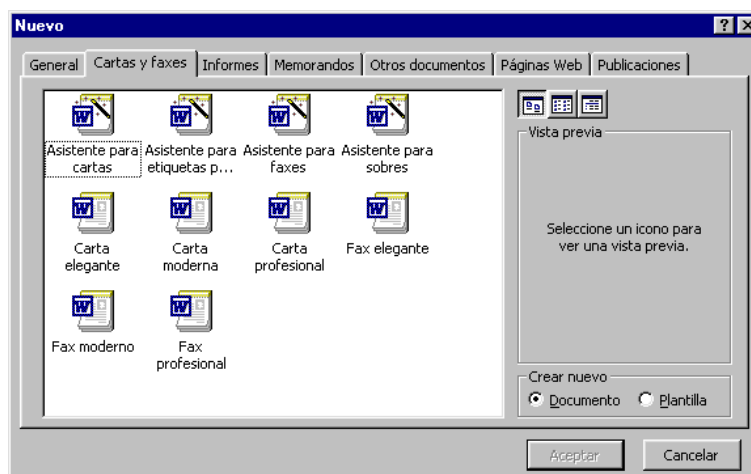 Nuevo
General Cartas y faxes Informes Memorandos Otros documentos Páginas Web Publicaciones
Asistente para
cartas
Asistente para
etiquetas p...
Asistente para
faxes
Asistente para
sobres
Carta
elegante
Carta
moderna
Carta
profesional
Fax elegante
Fax moderno
Fax
profesional
Vista previa
Seleccione un icono para
ver una vista previa.
Crear nuevo
Documento Plantilla
Aceptar Cancelar